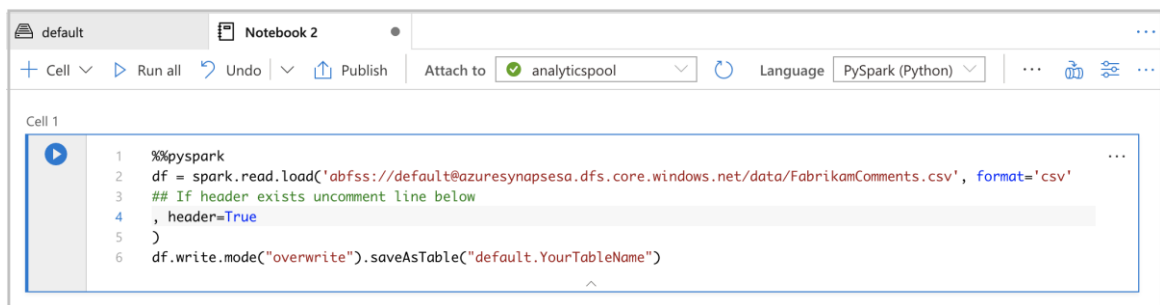 default
Notebook 2
+ Cell
Run all
Undo
Publish
Attach to
analyticspool
Language
PySpark (Python)
Cell 1
1 %%pyspark
2 df = spark.read.load('abfss://default@azuresynapsesa.dfs.core.windows.net/data/FabrikamComments.csv', format='csv'
3 ## If header exists uncomment line below
4 , header=True
5 )
6 df.write.mode("overwrite").saveAsTable("default.YourTableName")